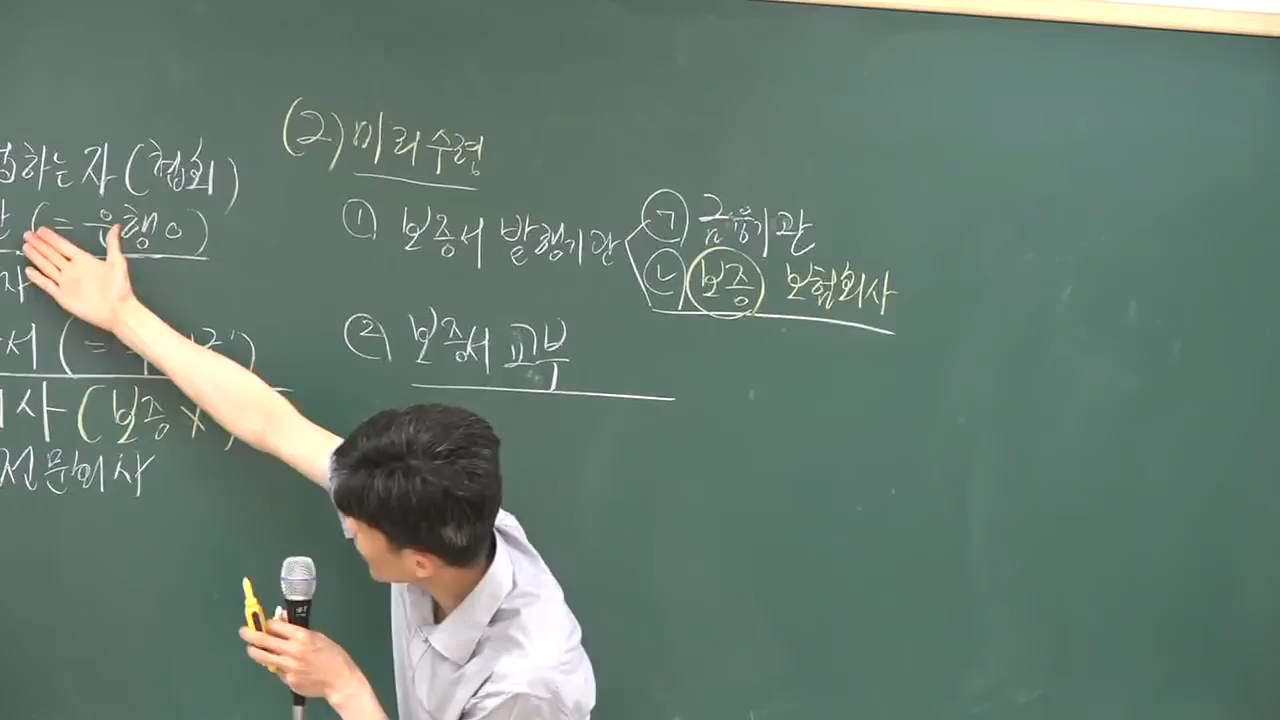 하는 자 (협회)
(= 은행 ○)
자
서 (=
사 (보증 X)
전문회사
(2) 미리수령
① 보증서 발행기관
㉠ 금융기관
㉡ 보증 보험회사
② 보증서 교부